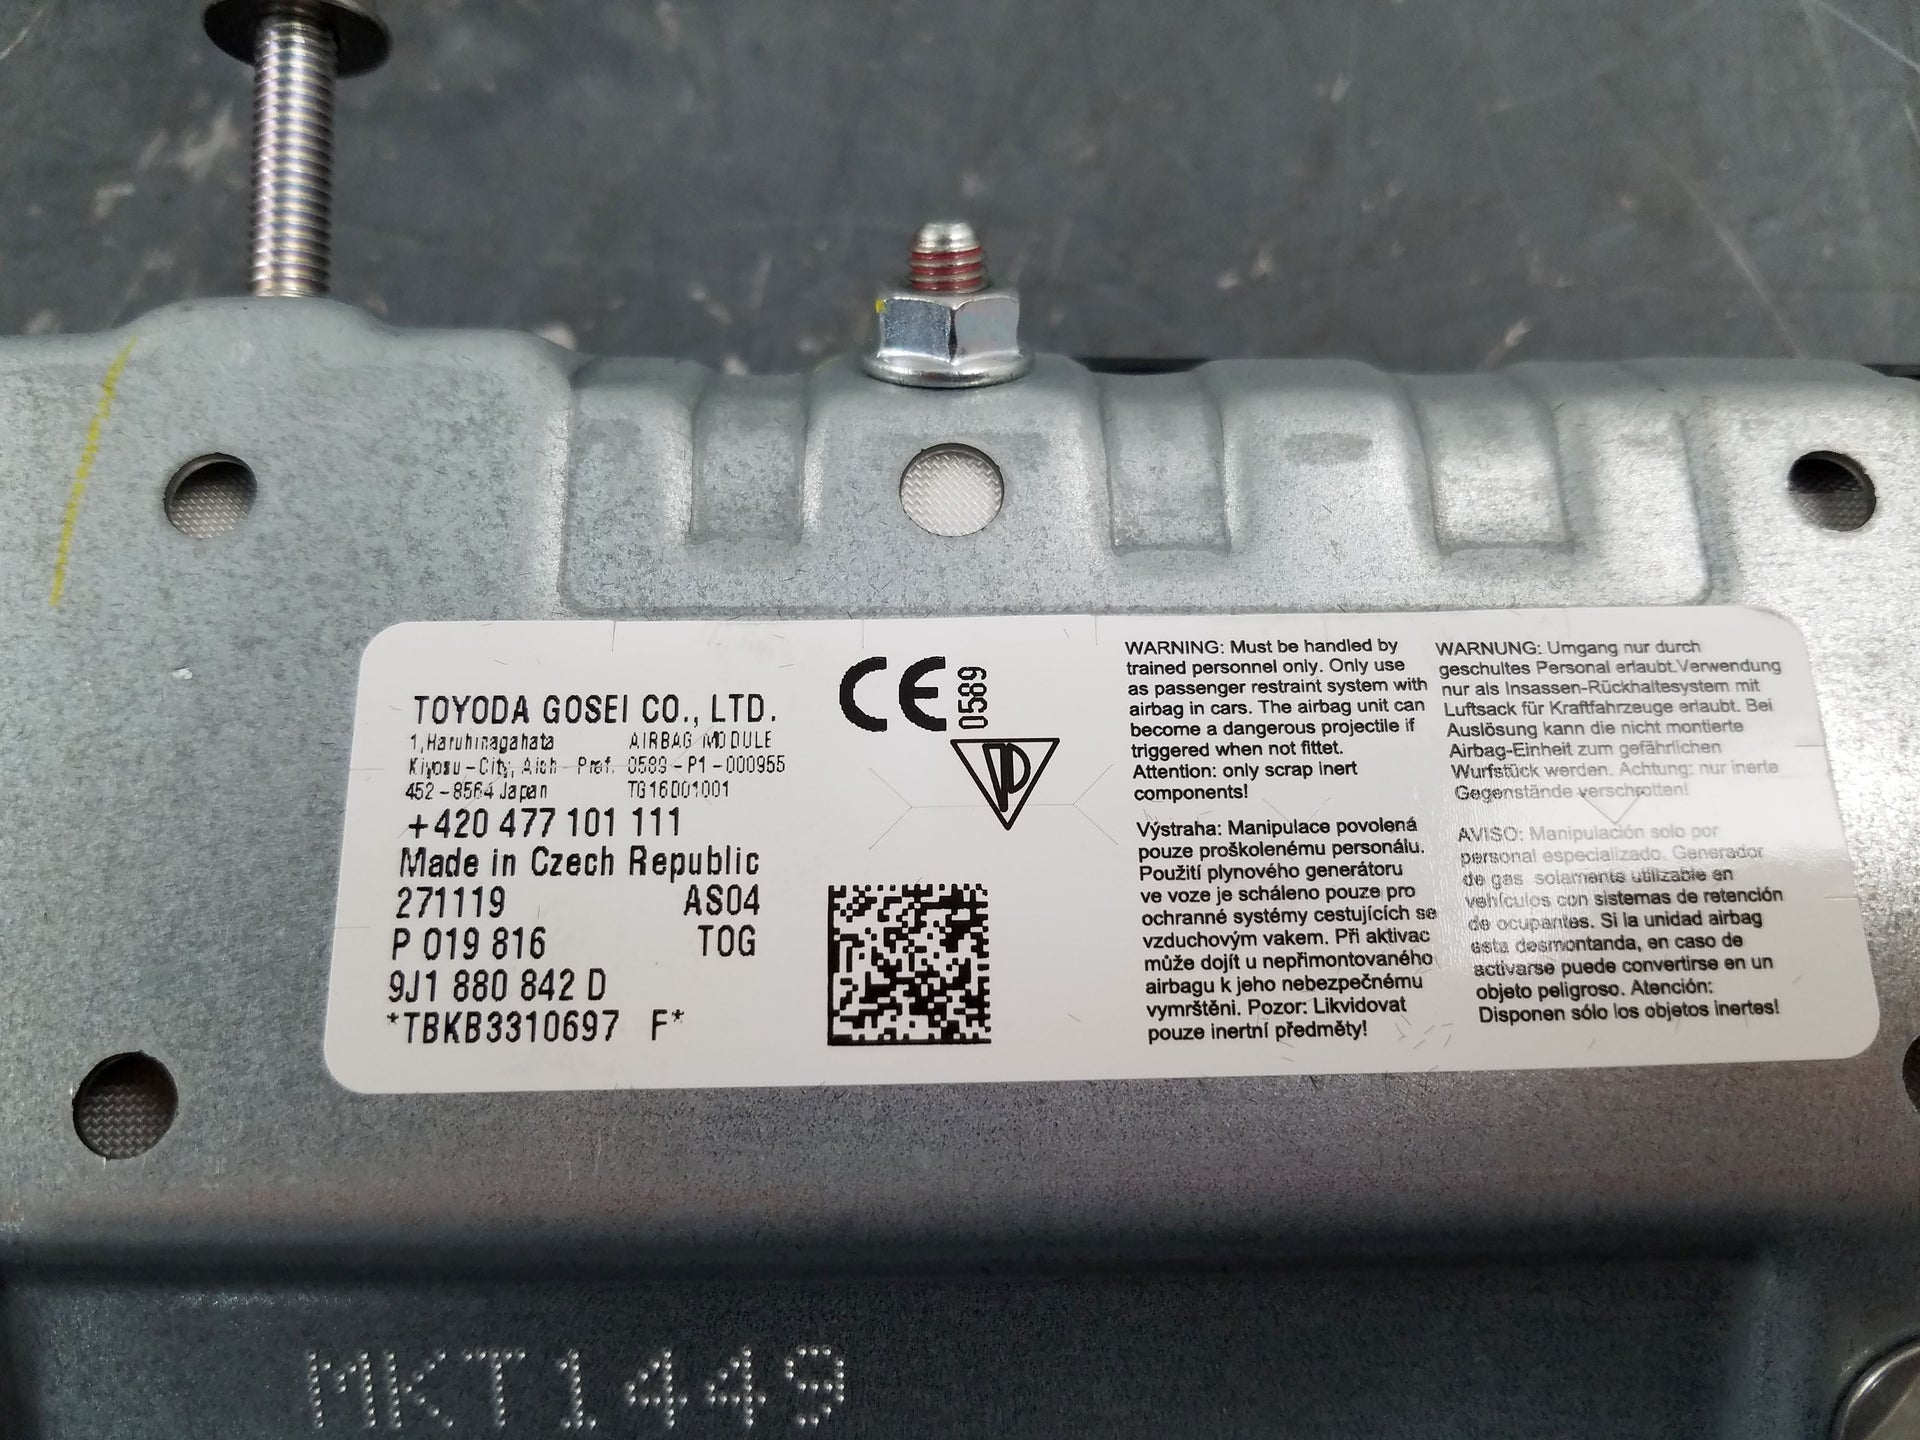 TOYODA GOSEI CO., LTD.
1,Haruhinagahata AIRBAG MODULE
Kiyosu-City, Aich-Pref. 0589-P1-000955
452-8564 Japan TG16D01001
+420 477 101 111
Made in Czech Republic
271119 AS04
P 019 816 TOG
9J1 880 842 D
*TBKB3310697 F*
CE
0589
WARNING: Must be handled by
trained personnel only. Only use
as passenger restraint system with
airbag in cars. The airbag unit can
become a dangerous projectile if
triggered when not fittet.
Attention: only scrap inert
components!
Výstraha: Manipulace povolená
pouze proškolenému personálu.
Použití plynového generátoru
ve voze je scháleno pouze pro
ochranné systémy cestujících se
vzduchovým vakem. Při aktivac
může dojít u nepřimontovaného
airbagu k jeho nebezpečnému
vymrštěni. Pozor: Likvidovat
pouze inertní předměty!
WARNUNG: Umgang nur durch
geschultes Personal erlaubt.Verwendung
nur als Insassen-Rückhaltesystem mit
Luftsack für Kraftfahrzeuge erlaubt. Bei
Auslösung kann die nicht montierte
Airbag-Einheit zum gefährlichen
Wurfstück werden. Achtung: nur inerte
Gegenstände verschrotten!
AVISO: Manipulación solo por
personal especializado. Generador
de gas solamente utilizable en
vehículos con sistemas de retención
de ocupantes. Si la unidad airbag
esta desmontanda, en caso de
activarse puede convertirse en un
objeto peligroso. Atención:
Disponen sólo los objetos inertes!
MKT1449